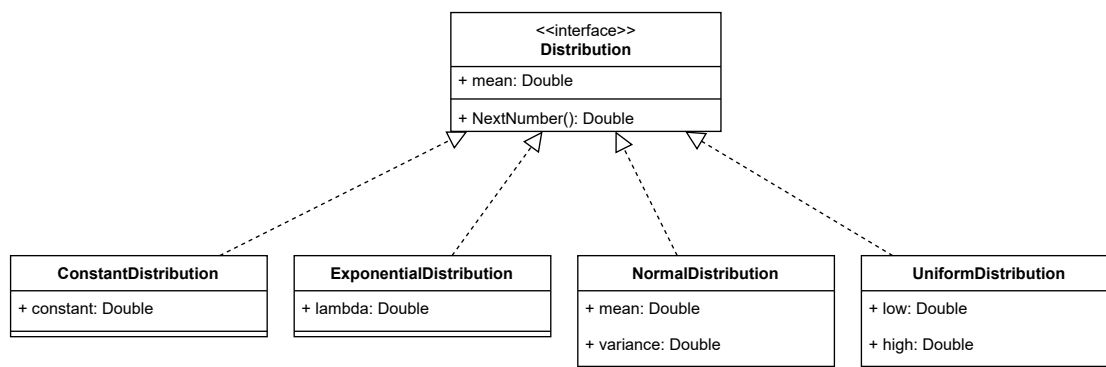 <<interface>>
Distribution
+ mean: Double
+ NextNumber(): Double
ConstantDistribution
+ constant: Double
ExponentialDistribution
+ lambda: Double
NormalDistribution
+ mean: Double
+ variance: Double
UniformDistribution
+ low: Double
+ high: Double